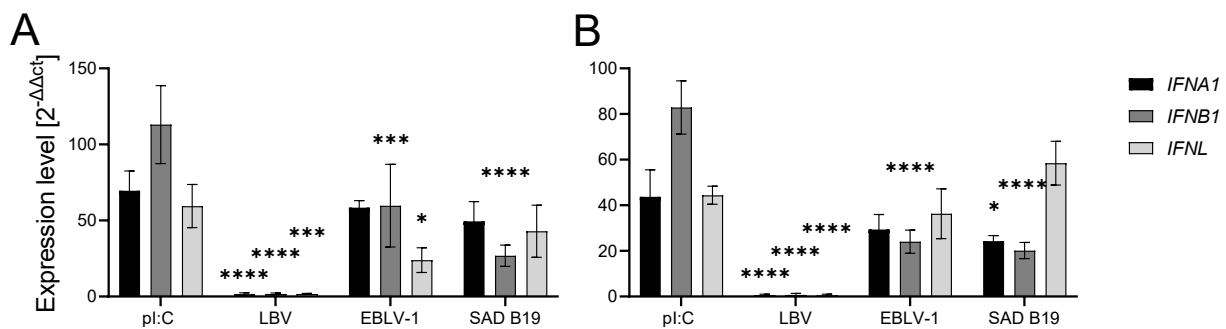 A
Expression level [2^-ΔΔct]
150
100
50
0
****
****
***
***
*
****
pI:C
LBV
EBLV-1
SAD B19
B
100
80
60
40
20
0
****
****
****
****
*
****
pI:C
LBV
EBLV-1
SAD B19
IFNA1
IFNB1
IFNL